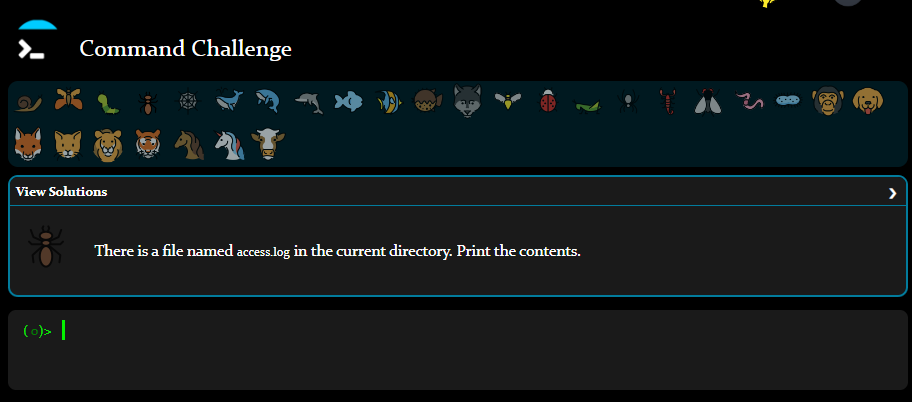 Command Challenge
View Solutions
There is a file named access.log in the current directory. Print the contents.
(○)>